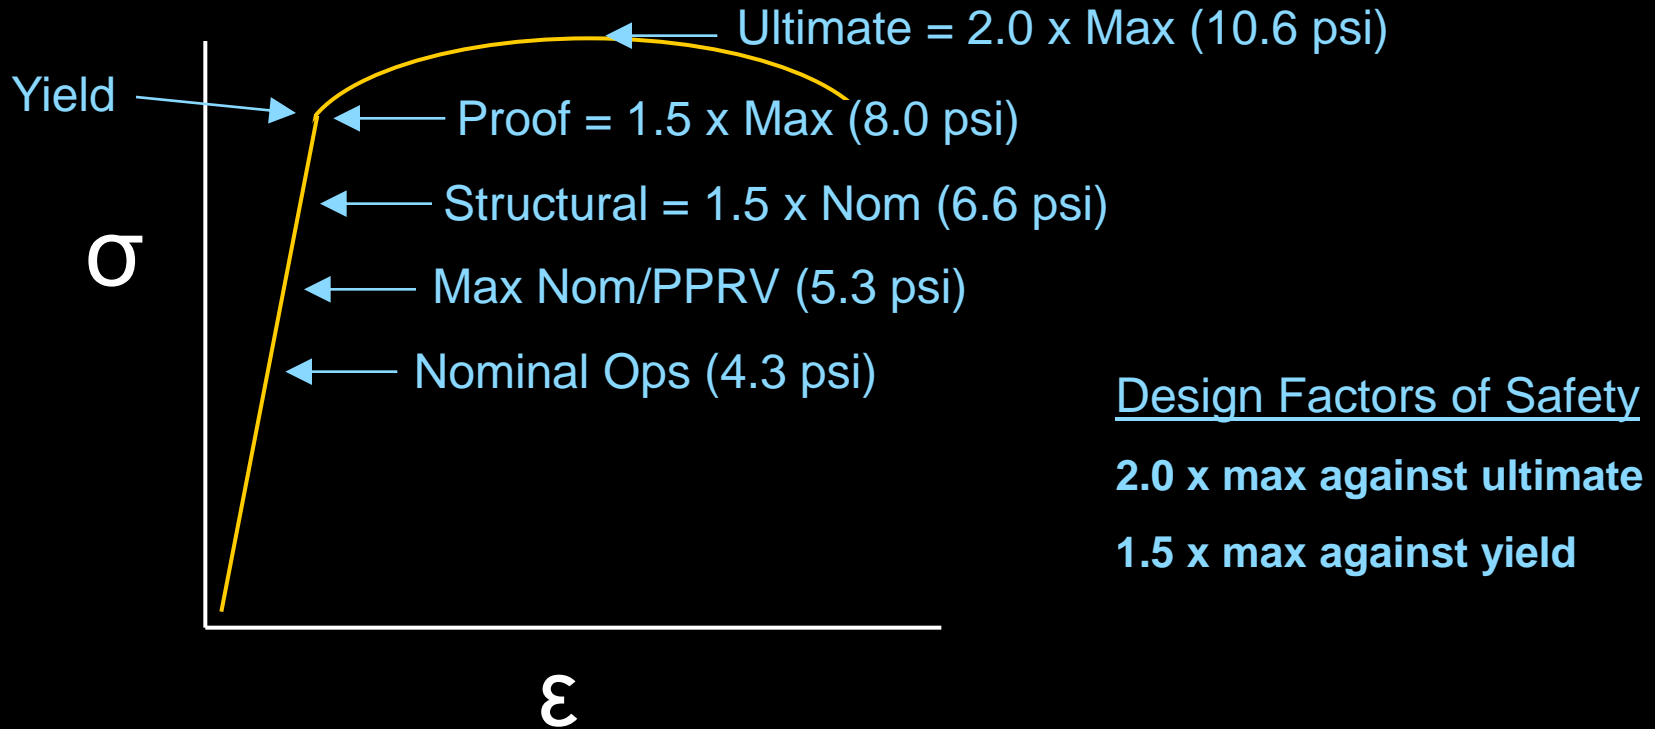 Ultimate = 2.0 x Max (10.6 psi)
Yield
Proof = 1.5 x Max (8.0 psi)
Structural = 1.5 x Nom (6.6 psi)
σ
Max Nom/PPRV (5.3 psi)
Nominal Ops (4.3 psi)
Design Factors of Safety
2.0 x max against ultimate
1.5 x max against yield
ε